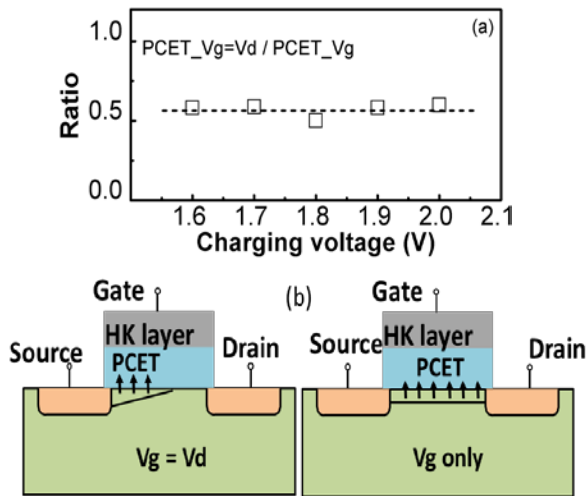 (a)
PCET_Vg=Vd / PCET_Vg
Ratio
1.0
0.5
0.0
1.6 1.7 1.8 1.9 2.0 2.1
Charging voltage (V)
(b)
Gate
HK layer
Source
PCET
Drain
Vg = Vd
Gate
HK layer
Source
PCET
Drain
Vg only